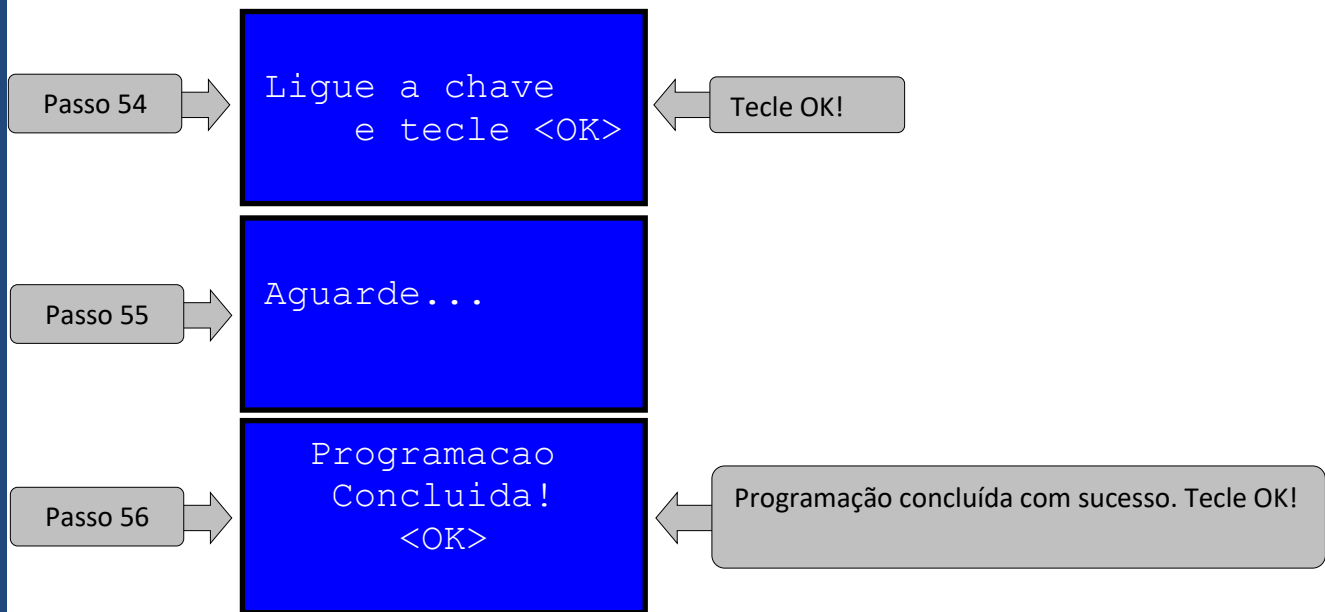 Passo 54
Ligue a chave
e tecle <OK>
Tecle OK!
Passo 55
Aguarde...
Passo 56
Programacao
Concluida!
<OK>
Programação concluída com sucesso. Tecle OK!